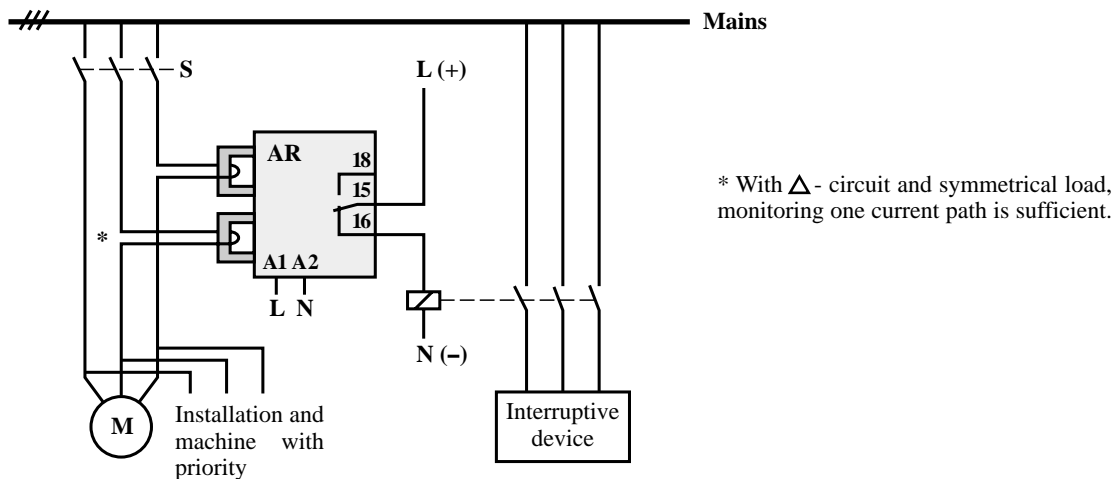 Mains
S
L (+)
AR
18
15
16
*
A1 A2
L N
N (–)
M
Installation and
machine with
priority
Interruptive
device
* With Δ - circuit and symmetrical load,
monitoring one current path is sufficient.